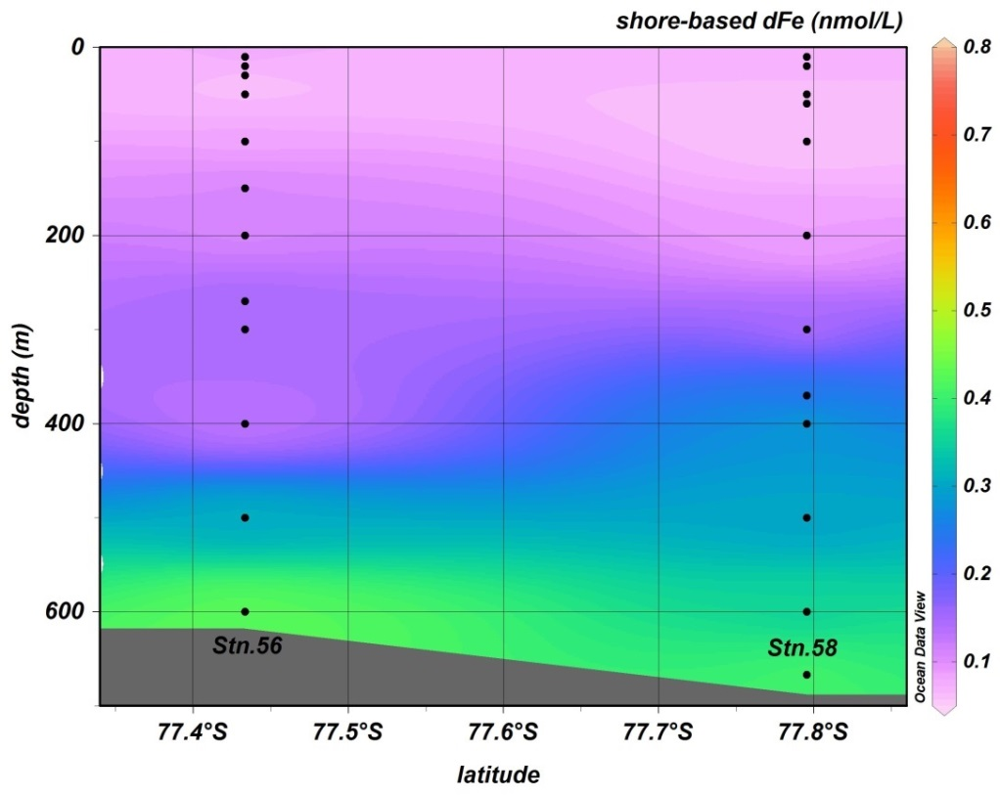 shore-based dFe (nmol/L)
0
200
400
600
depth (m)
Stn.56
Stn.58
77.4°S
77.5°S
77.6°S
77.7°S
77.8°S
latitude
Ocean Data View
0.8
0.7
0.6
0.5
0.4
0.3
0.2
0.1